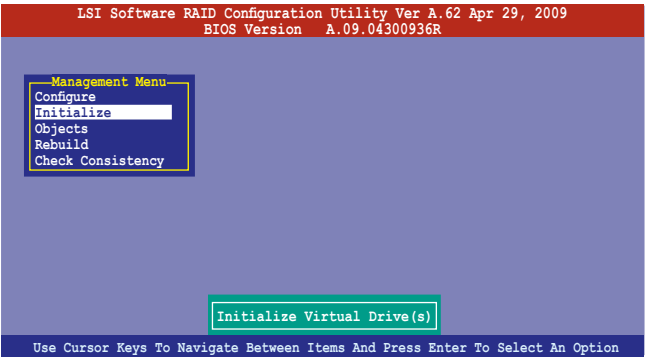 LSI Software RAID Configuration Utility Ver A.62 Apr 29, 2009
BIOS Version A.09.04300936R
Management Menu
Configure
Initialize
Objects
Rebuild
Check Consistency
Initialize Virtual Drive(s)
Use Cursor Keys To Navigate Between Items And Press Enter To Select An Option